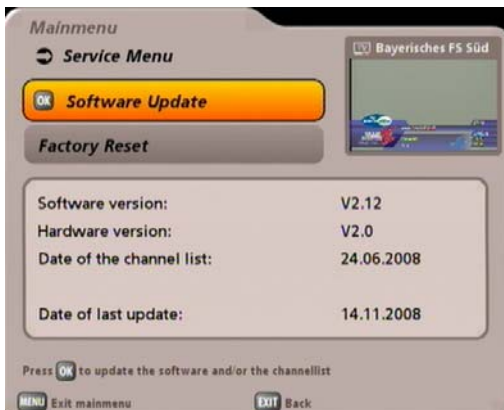 Mainmenu
Service Menu
TV Bayerisches FS Süd
OK Software Update
Factory Reset
Software version: V2.12
Hardware version: V2.0
Date of the channel list: 24.06.2008
Date of last update: 14.11.2008
Press OK to update the software and/or the channellist
MENU Exit mainmenu EXIT Back